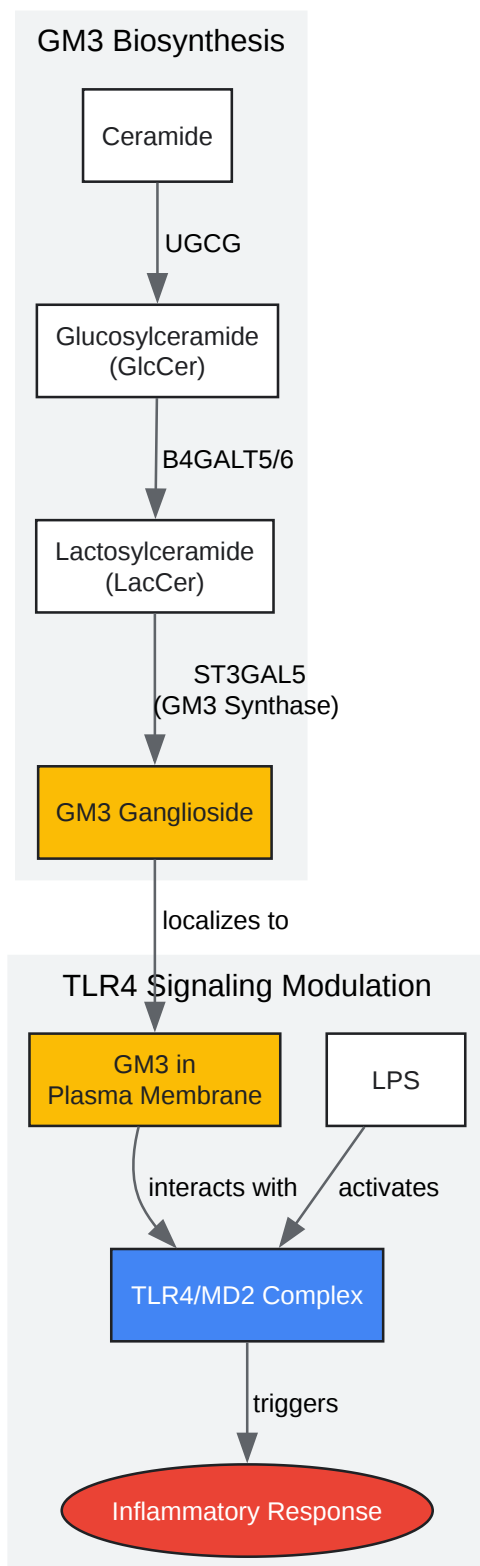 GM3 Biosynthesis
Ceramide
UGCG
Glucosylceramide
(GlcCer)
B4GALT5/6
Lactosylceramide
(LacCer)
ST3GAL5
(GM3 Synthase)
GM3 Ganglioside
localizes to
TLR4 Signaling Modulation
GM3 in
Plasma Membrane
LPS
interacts with
activates
TLR4/MD2 Complex
triggers
Inflammatory Response